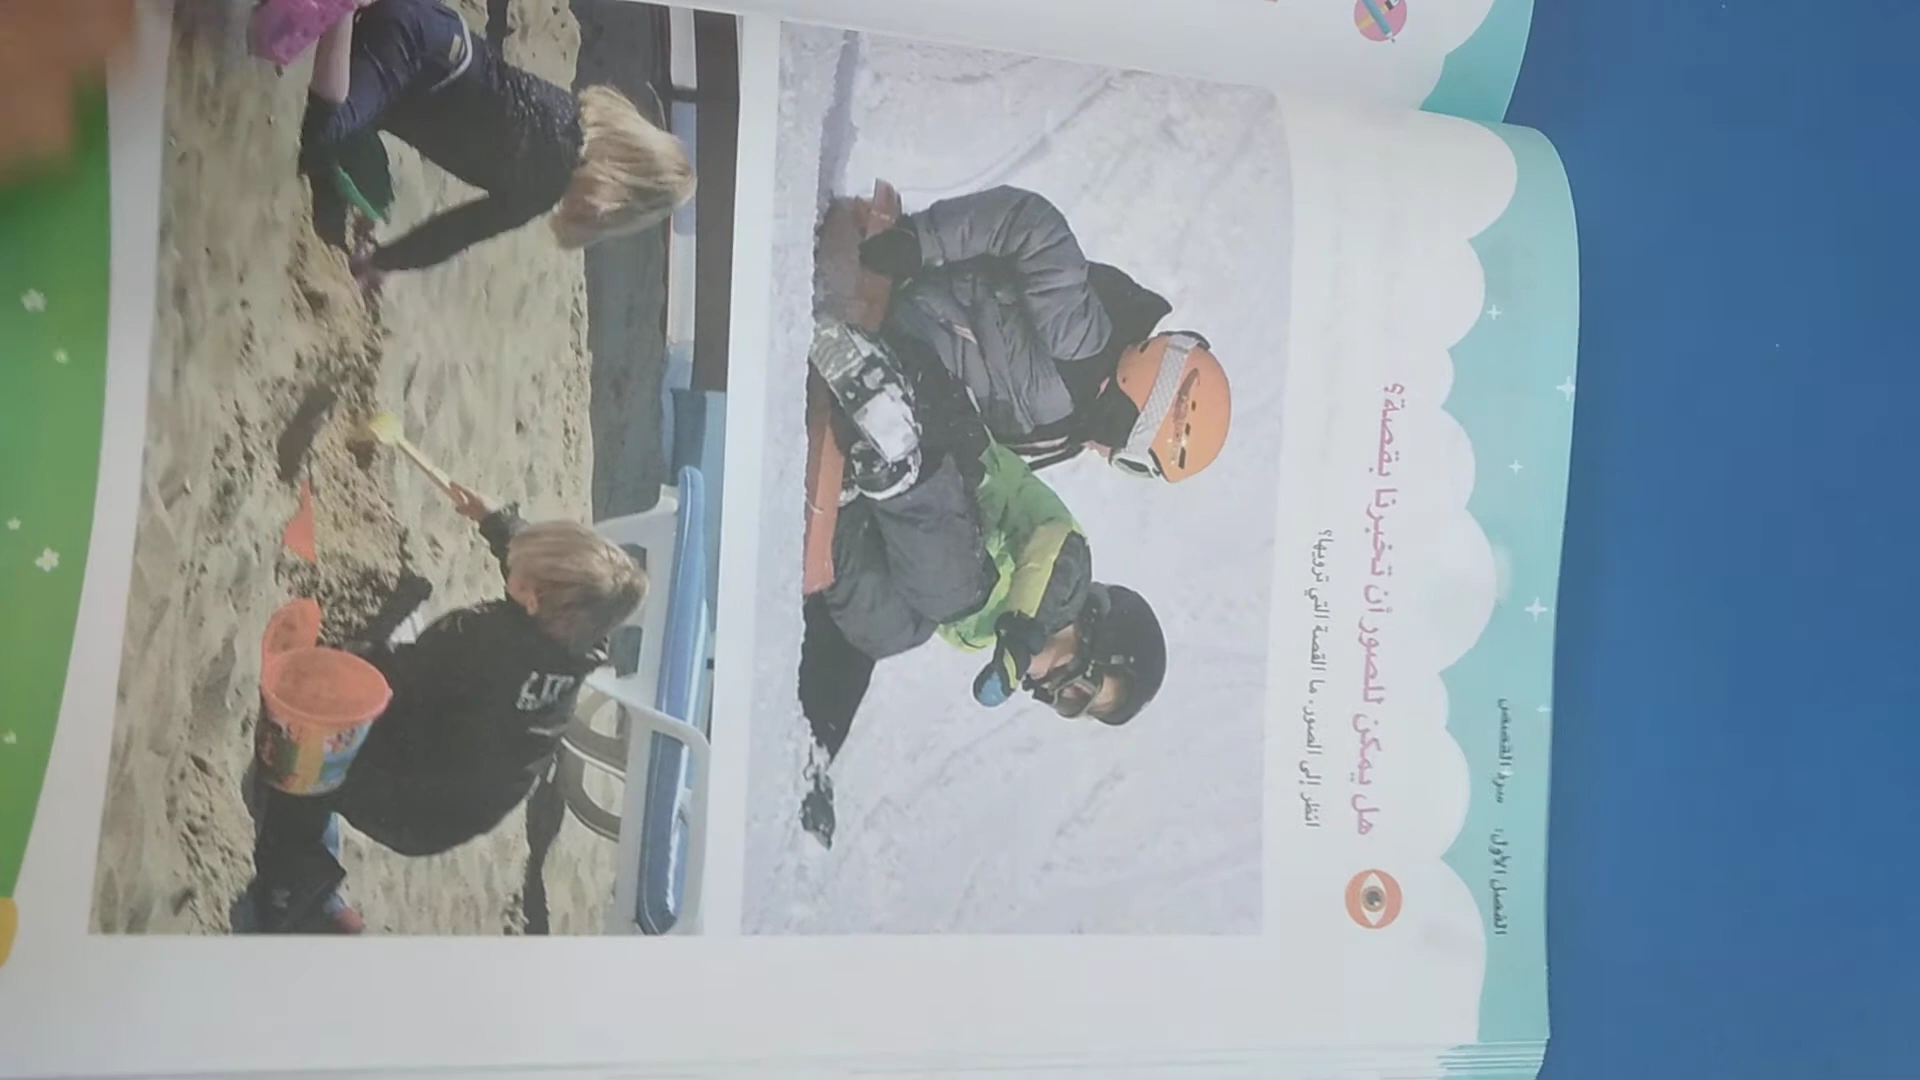 الفصل الأول: سرد القصص
هل يمكن للصور أن تخبرنا بقصة؟
انظر إلى الصور. ما القصة التي ترويها؟